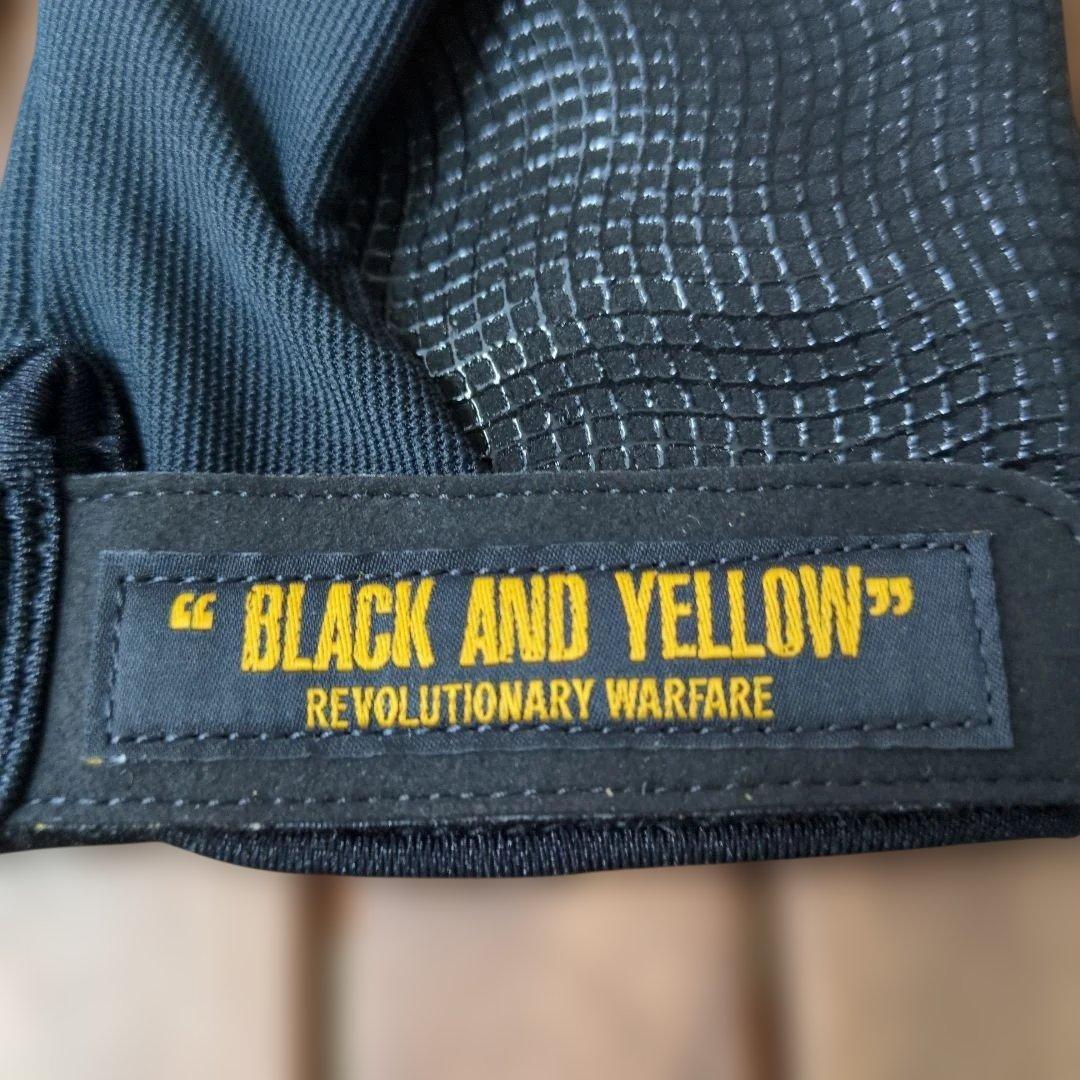 “ BLACK AND YELLOW”
REVOLUTIONARY WARFARE